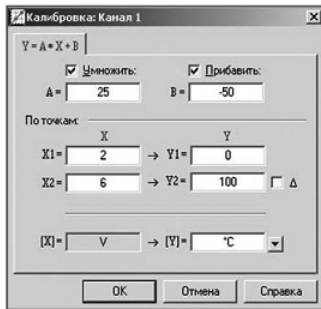 Калибровка: Канал 1
Y=A*X+B
Умножить: Прибавить:
A= 25 B= -50
По точкам:
X Y
X1= 2 → Y1= 0
X2= 6 → Y2= 100 Δ
[X]= V → [Y]= °C
OK Отмена Справка